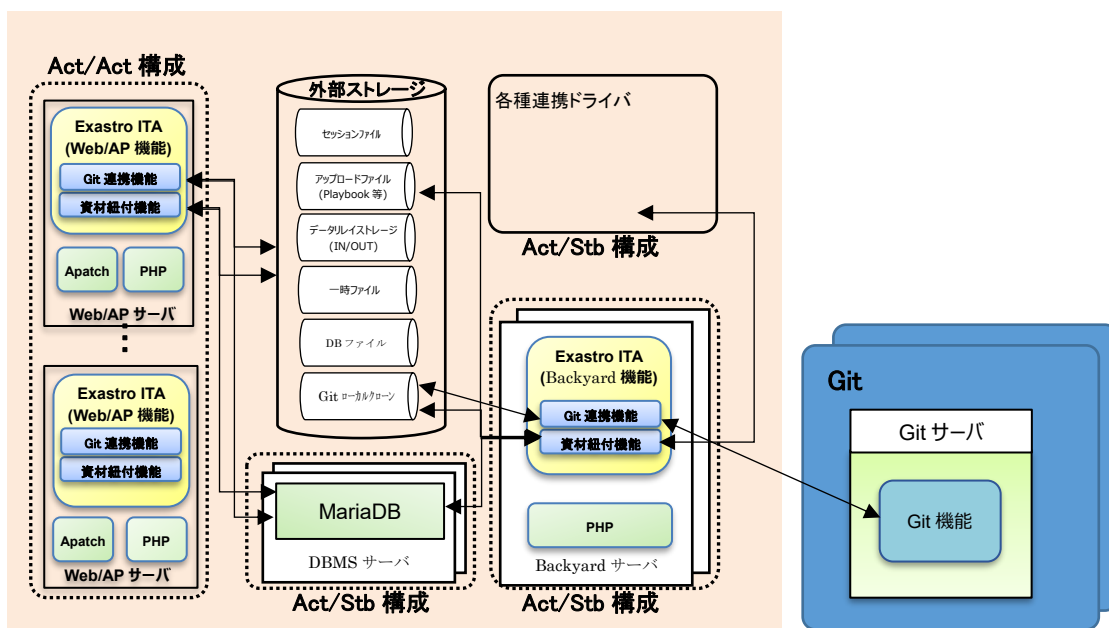 Act/Act 構成
Exastro ITA
(Web/AP 機能)
Git 連携機能
資材紐付機能
Apatch
PHP
Web/AP サーバ
Exastro ITA
(Web/AP 機能)
Git 連携機能
資材紐付機能
Apatch
PHP
Web/AP サーバ
外部ストレージ
セッションファイル
アップロードファイル
(Playbook 等)
データリレイストレージ
(IN/OUT)
一時ファイル
DB ファイル
Git ローカルクローン
MariaDB
DBMS サーバ
Act/Stb 構成
各種連携ドライバ
Act/Stb 構成
Exastro ITA
(Backyard 機能)
Git 連携機能
資材紐付機能
PHP
Backyard サーバ
Act/Stb 構成
Git
Git サーバ
Git 機能